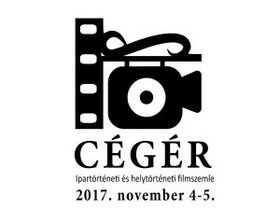 CÉGÉR
Ipartörténeti és helytörténeti filmszemle
2017. november 4-5.